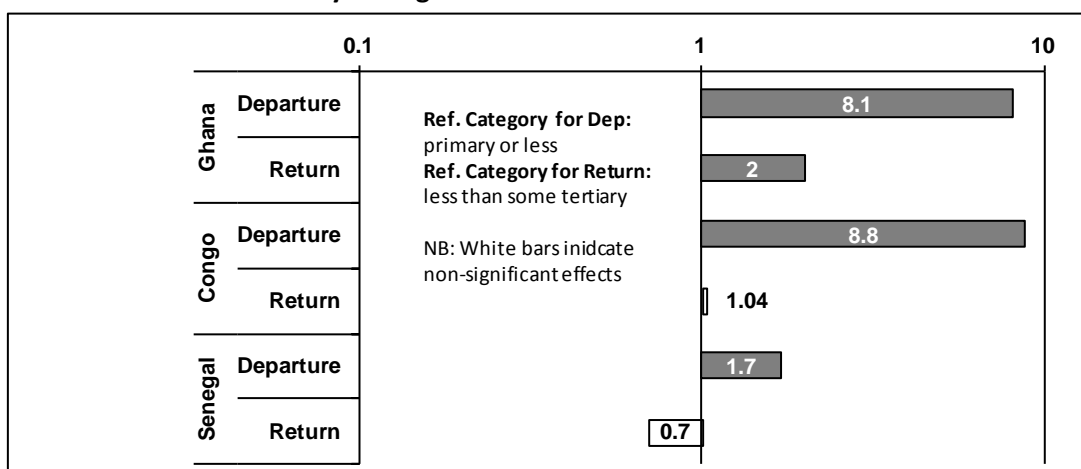 0.1 1 10
Ghana
Departure 8.1
Return 2
Ref. Category for Dep:
primary or less
Ref. Category for Return:
less than some tertiary
NB: White bars inidcate
non-significant effects
Congo
Departure 8.8
Return 1.04
Senegal
Departure 1.7
Return 0.7